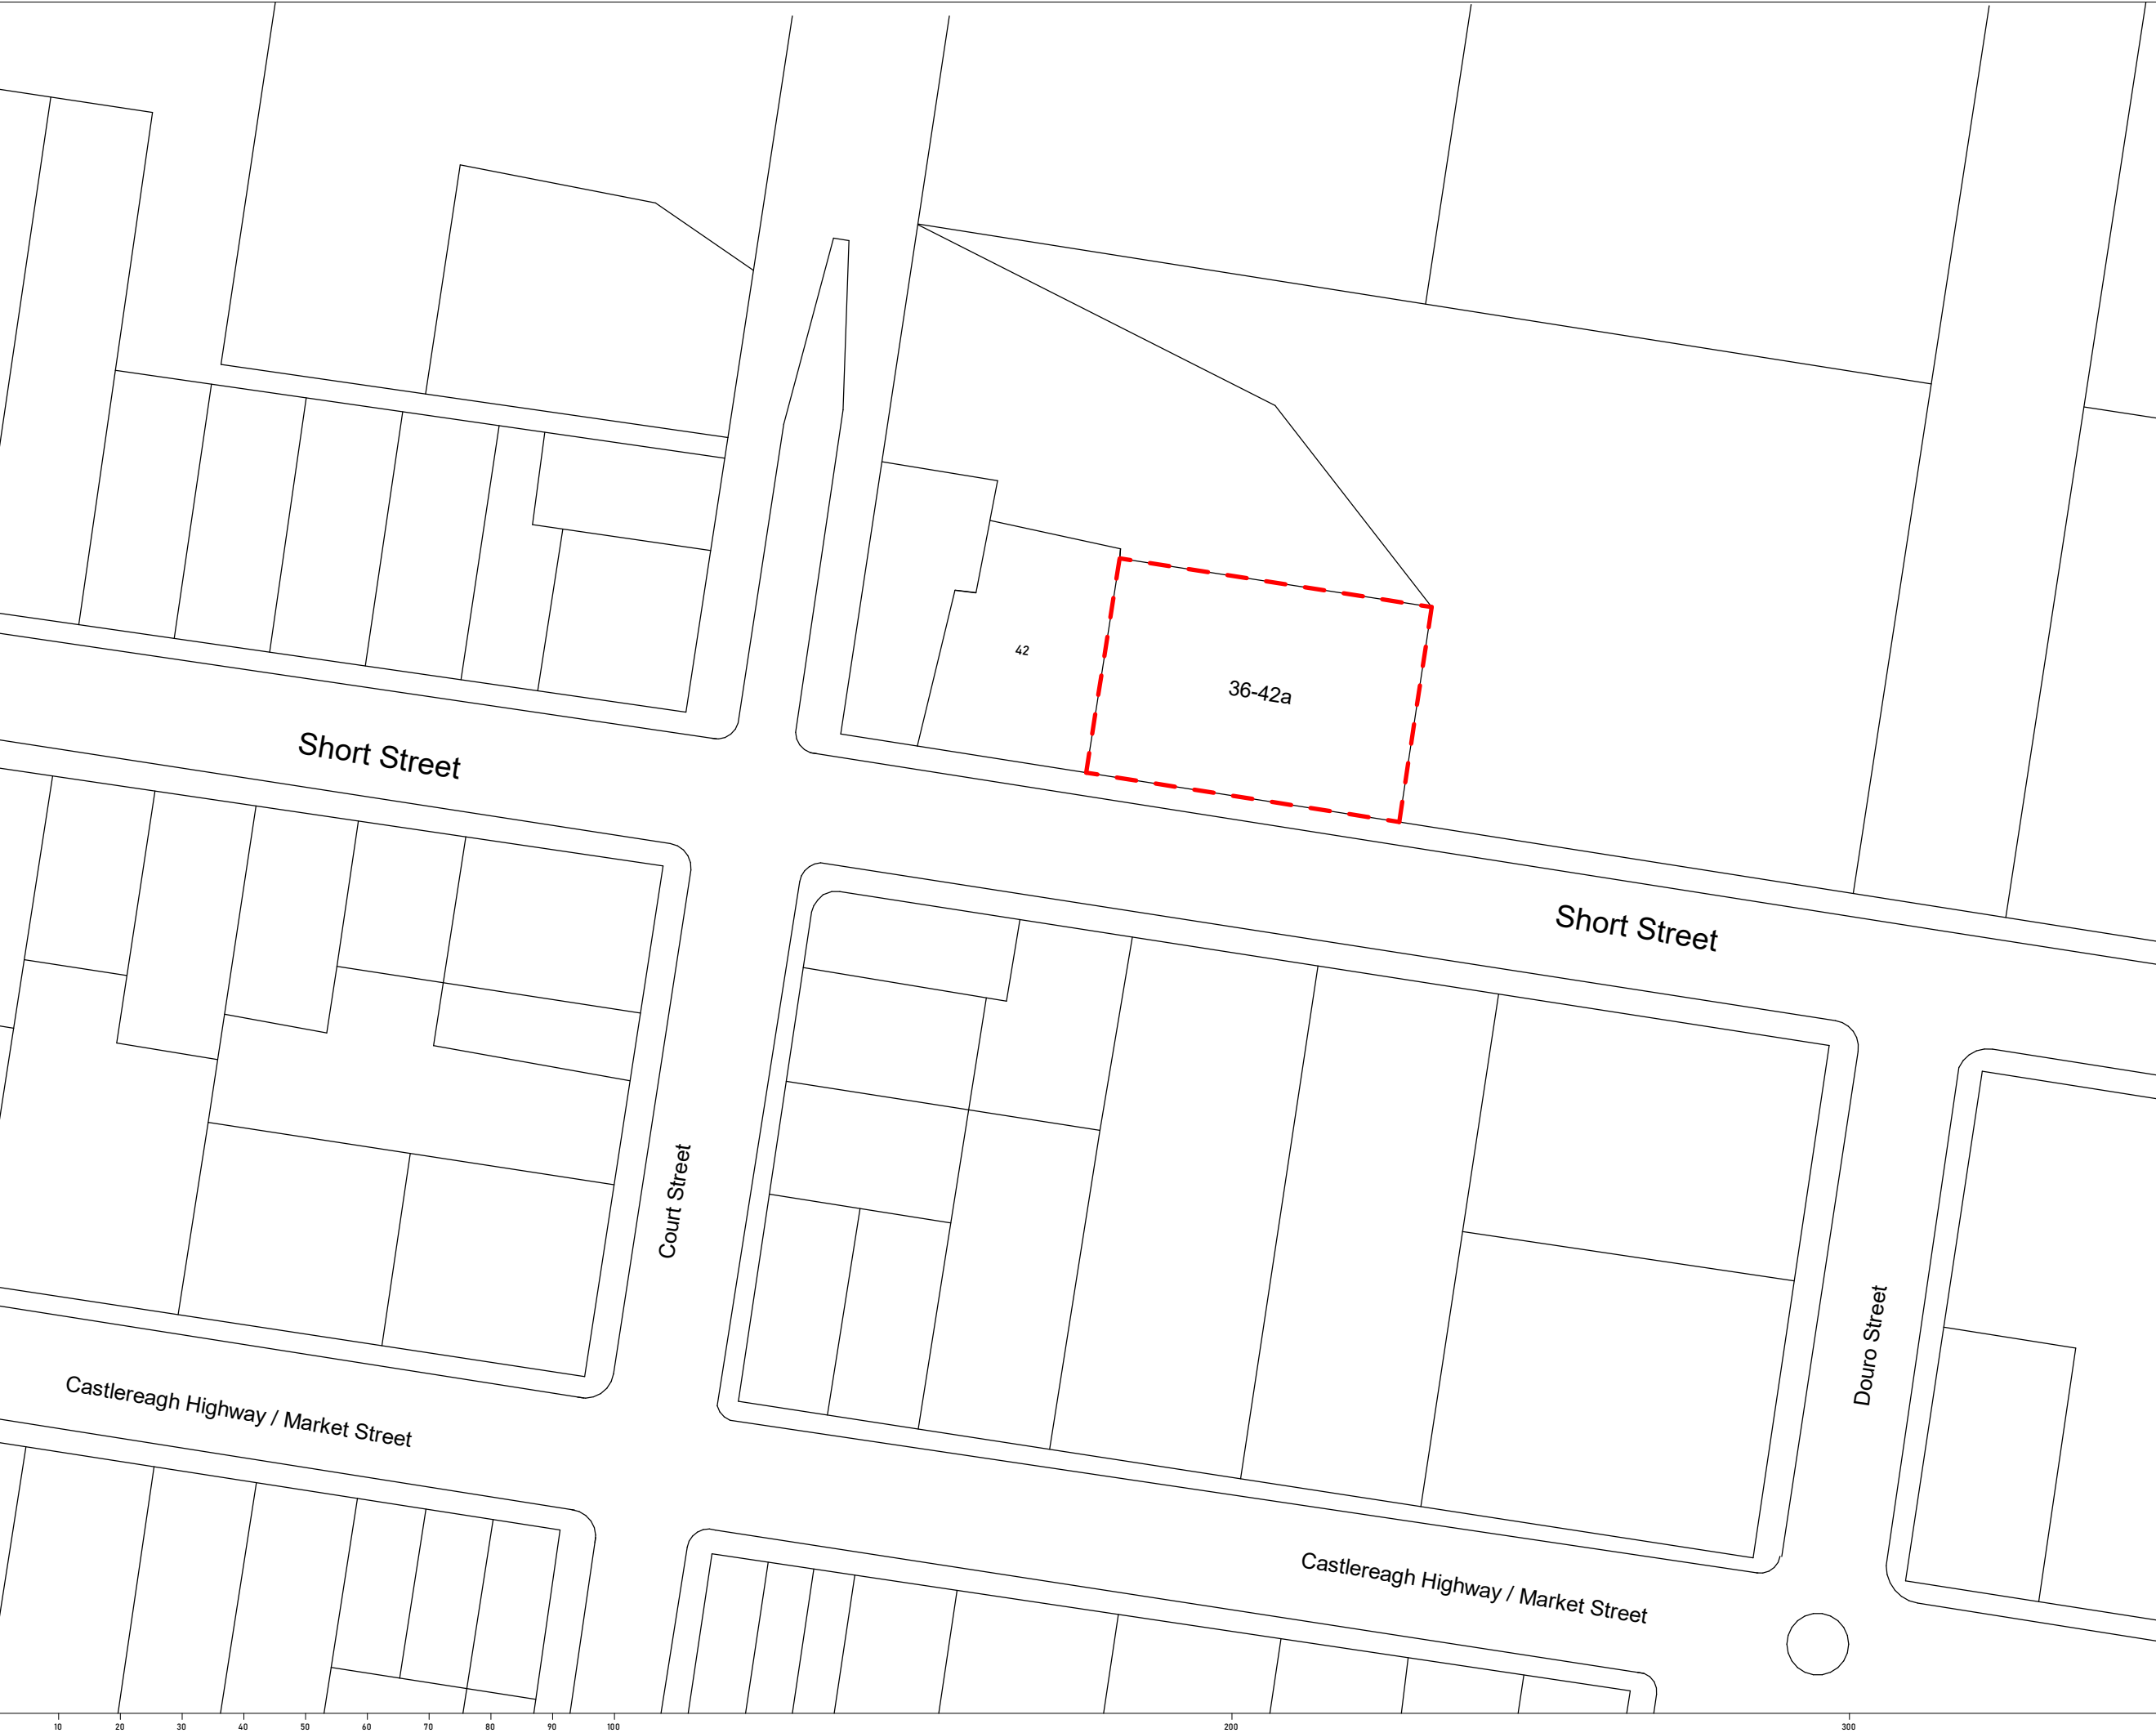 42
36-42a
Short Street
Short Street
Court Street
Douro Street
Castlereagh Highway / Market Street
Castlereagh Highway / Market Street
10 20 30 40 50 60 70 80 90 100 200 300